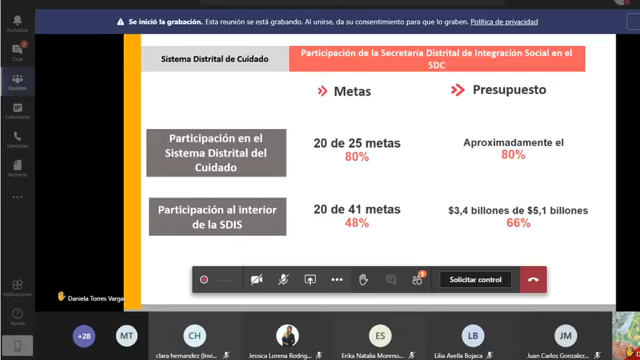 Se inició la grabación. Esta reunión se está grabando. Al unirse, da su consentimiento para que lo graben. Política de privacidad
Actividad
2
Chat
Equipos
Calendario
Llamadas
Archivos
Aplicaciones
Ayuda
Sistema Distrital de Cuidado
Participación de la Secretaría Distrital de Integración Social en el
SDC
Metas
Presupuesto
Participación en el
Sistema Distrital del
Cuidado
20 de 25 metas
80%
Aproximadamente el
80%
Participación al interior
de la SDIS
20 de 41 metas
48%
$3,4 billones de $5,1 billones
66%
1
Solicitar control
Daniela Torres Vargas
+28
MT
CH
ES
LB
JM
clara hernandez (Invi...
Jessica Lorena Rodrig...
Erika Natalia Moreno...
Lilia Avella Bojaca
Juan Carlos Gonzalez...